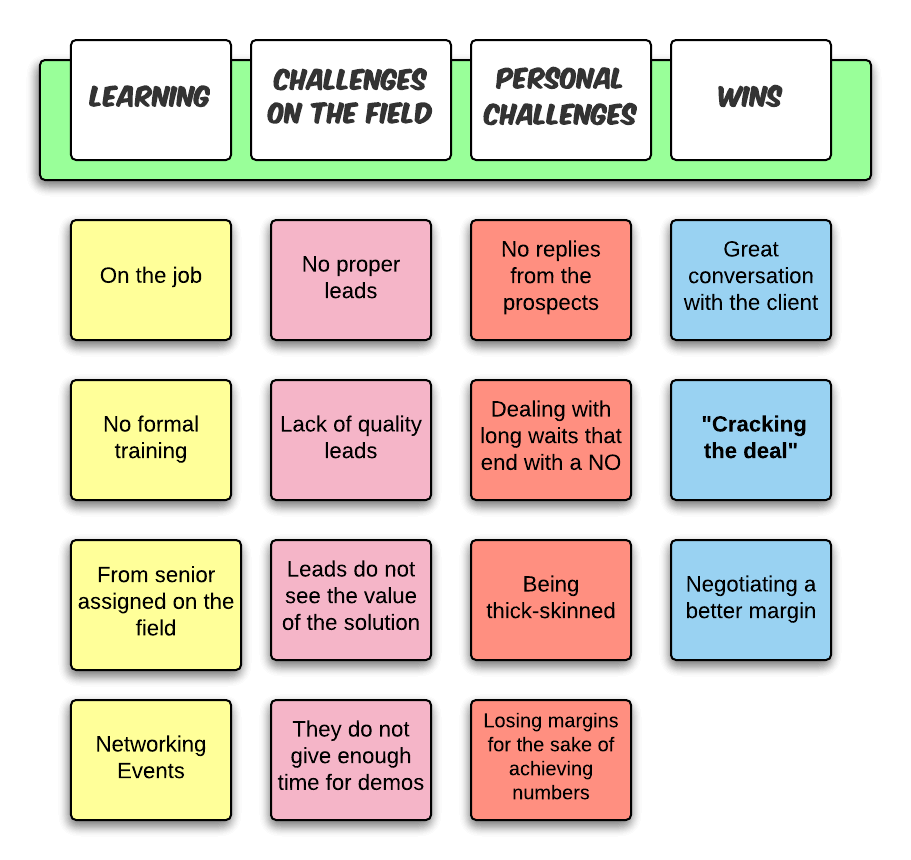 LEARNING
CHALLENGES
ON THE FIELD
PERSONAL
CHALLENGES
WINS
On the job
No proper
leads
No replies
from the
prospects
Great
conversation
with the client
No formal
training
Lack of quality
leads
Dealing with
long waits that
end with a NO
"Cracking
the deal"
From senior
assigned on the
field
Leads do not
see the value
of the solution
Being
thick-skinned
Negotiating a
better margin
Networking
Events
They do not
give enough
time for demos
Losing margins
for the sake of
achieving
numbers